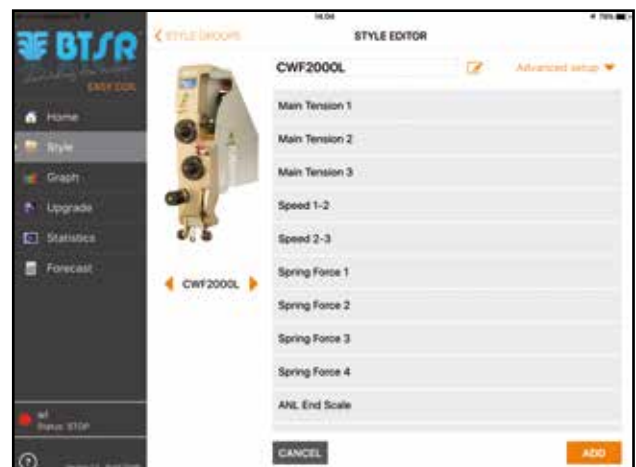 14:04
BTSR
EASY COIL
Home
Style
Graph
Upgrade
Statistics
Forecast
Status: STOP
?
STYLE GROUPS
STYLE EDITOR
CWF2000L
Advanced setup
CWF2000L
Main Tension 1
Main Tension 2
Main Tension 3
Speed 1-2
Speed 2-3
Spring Force 1
Spring Force 2
Spring Force 3
Spring Force 4
ANL End Scale
CANCEL
ADD